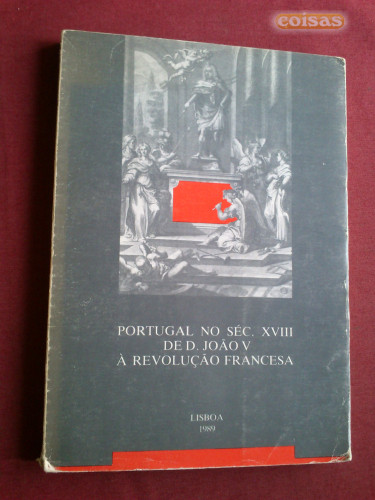 coisas
PORTUGAL NO SÉC. XVIII
DE D. JOÃO V
À REVOLUÇÃO FRANCESA
LISBOA
1989